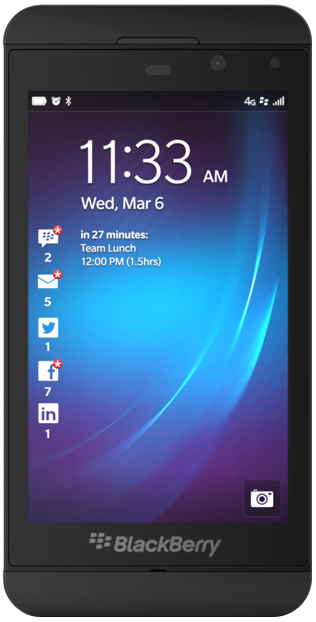 4G
11:33 AM
Wed, Mar 6
in 27 minutes:
Team Lunch
12:00 PM (1.5hrs)
2
5
1
f
7
in
1
BlackBerry